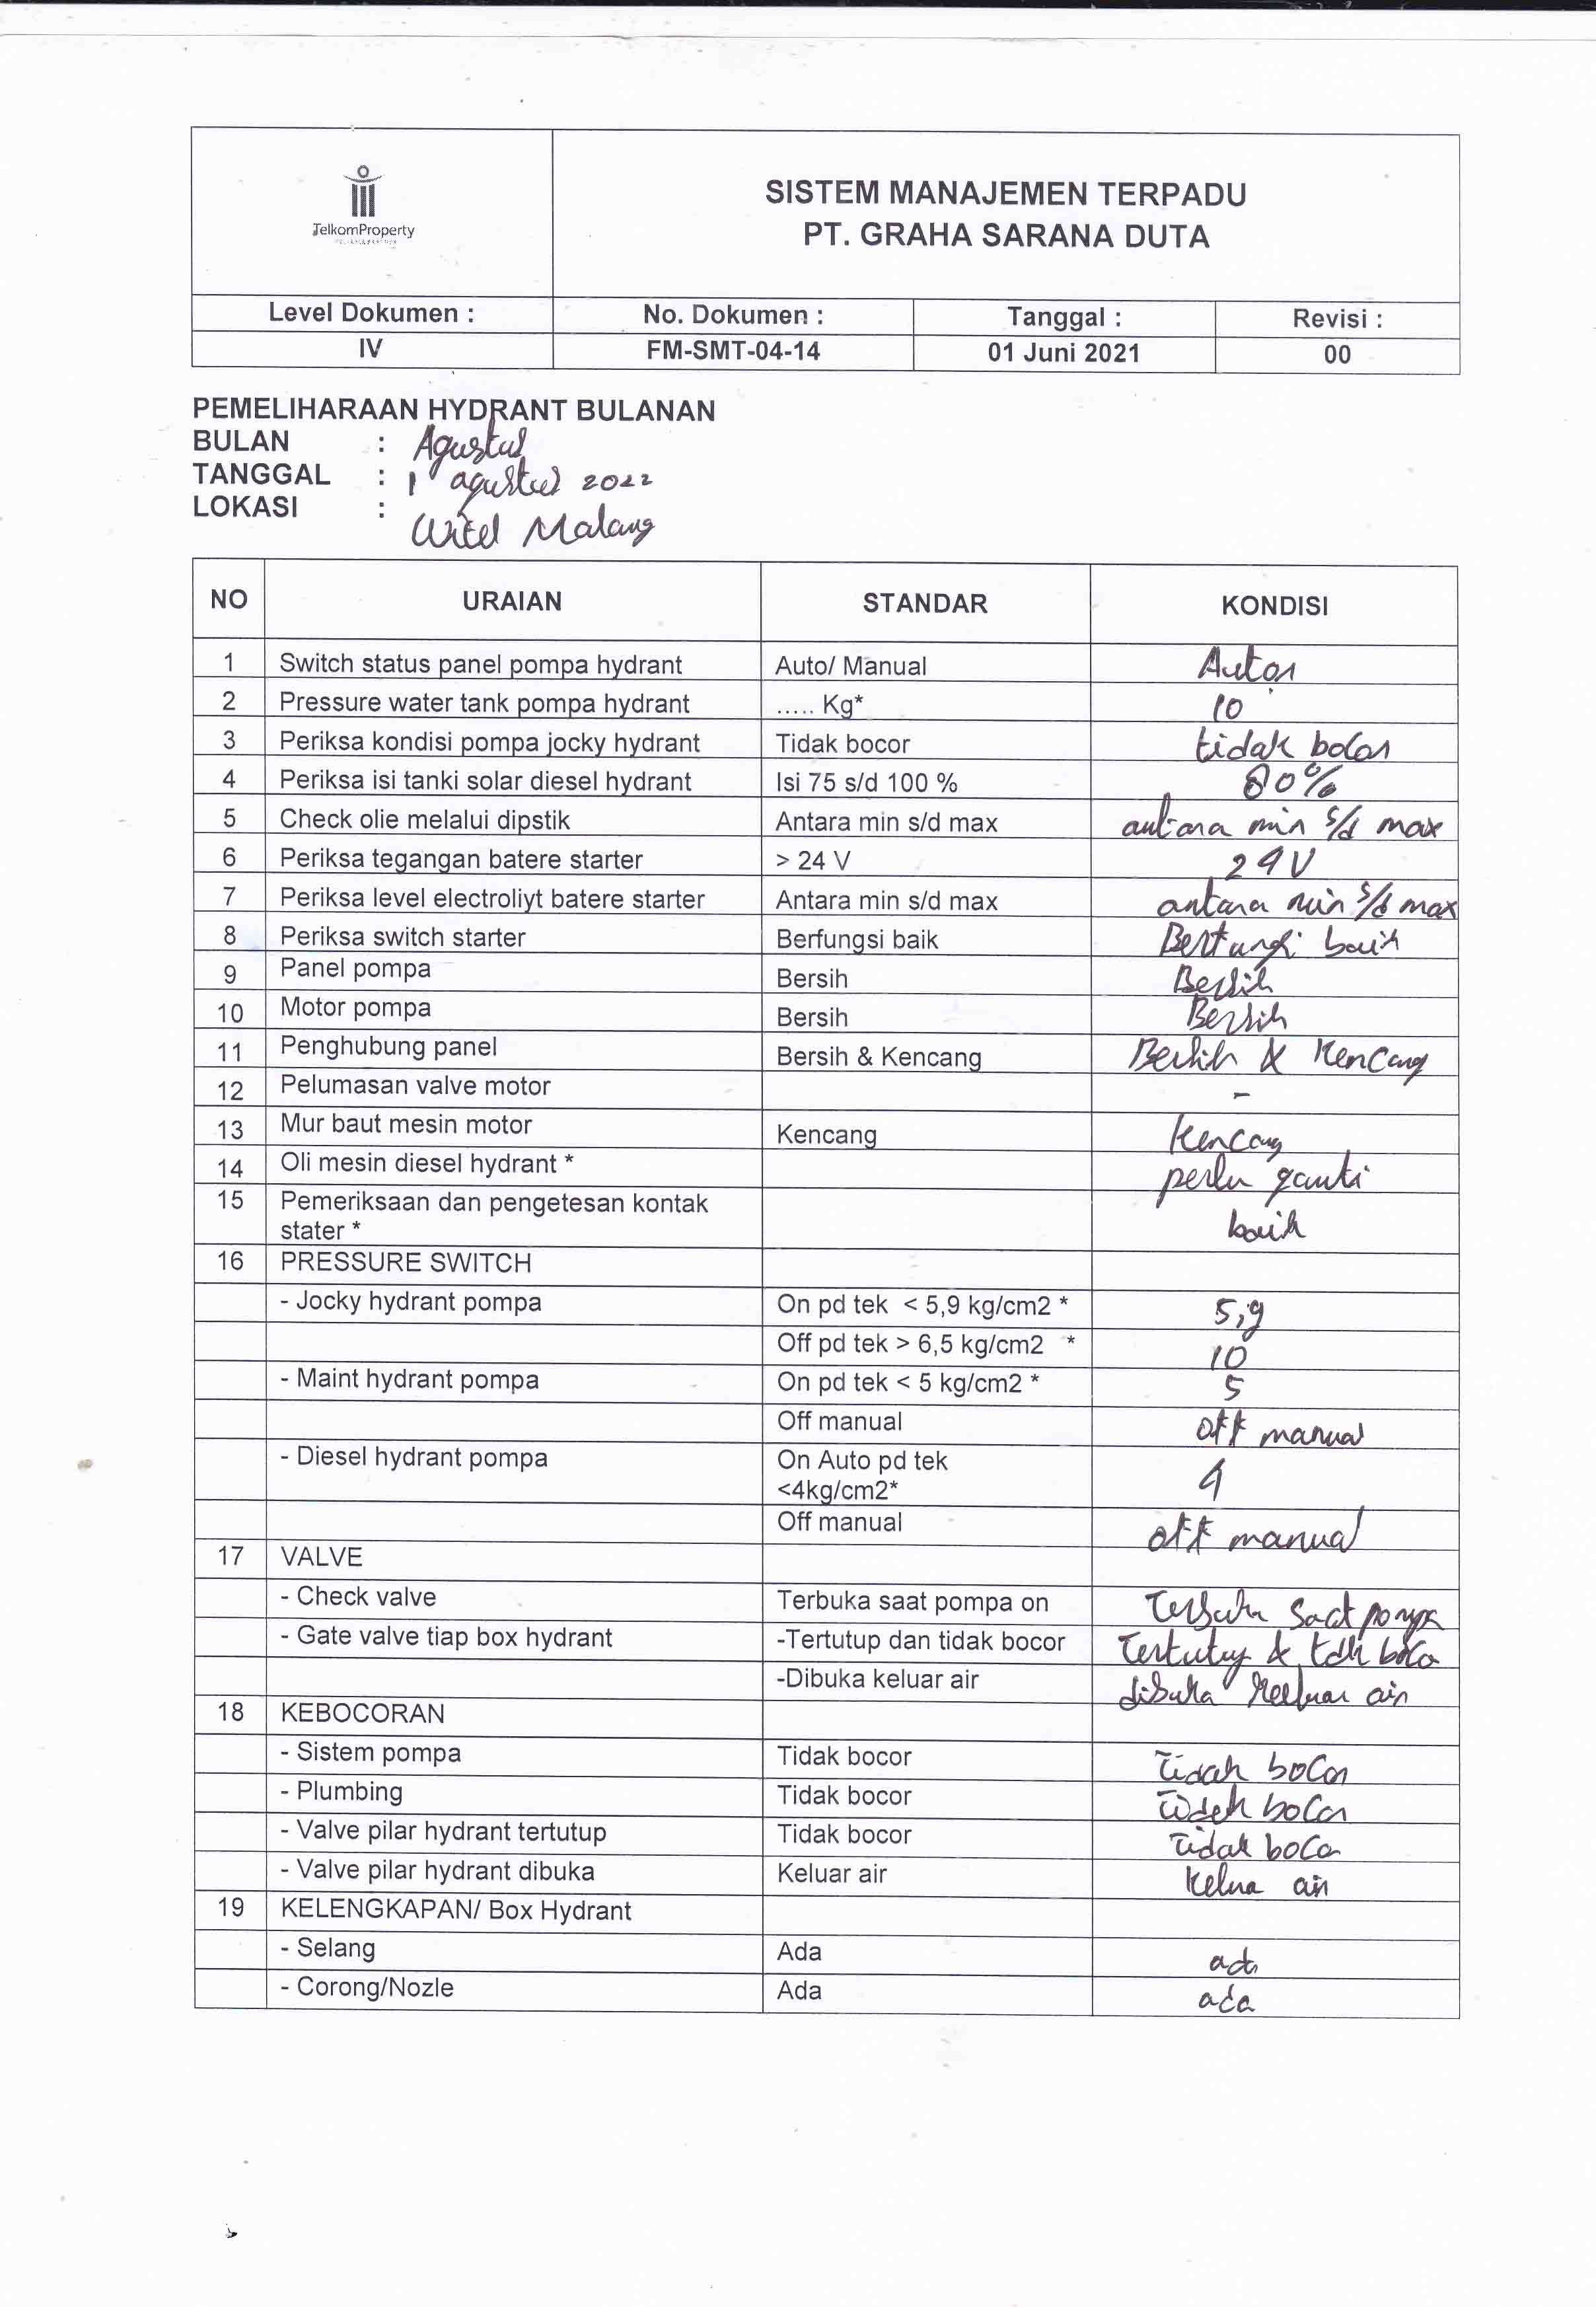 TelkomProperty
SISTEM MANAJEMEN TERPADU
PT. GRAHA SARANA DUTA
Level Dokumen : No. Dokumen : Tanggal : Revisi :
IV FM-SMT-04-14 01 Juni 2021 00
PEMELIHARAAN HYDRANT BULANAN
BULAN : Agustus
TANGGAL : 1 agustus 2022
LOKASI : Witel Malang
NO URAIAN STANDAR KONDISI
1 Switch status panel pompa hydrant Auto/ Manual
2 Pressure water tank pompa hydrant ..... Kg* 10
3 Periksa kondisi pompa jocky hydrant Tidak bocor tidak bocor
4 Periksa isi tanki solar diesel hydrant Isi 75 s/d 100 % 80%
5 Check olie melalui dipstik Antara min s/d max antara min s/d max
6 Periksa tegangan batere starter > 24 V 24 V
7 Periksa level electroliyt batere starter Antara min s/d max antara min s/d max
8 Periksa switch starter Berfungsi baik Berfungsi baik
9 Panel pompa Bersih Bersih
10 Motor pompa Bersih Bersih
11 Penghubung panel Bersih & Kencang Bersih & Kencang
12 Pelumasan valve motor -
13 Mur baut mesin motor Kencang Kencang
14 Oli mesin diesel hydrant * perlu ganti
15 Pemeriksaan dan pengetesan kontak
stater * baik
16 PRESSURE SWITCH
- Jocky hydrant pompa On pd tek < 5,9 kg/cm2 * 5,9
Off pd tek > 6,5 kg/cm2 * 10
- Maint hydrant pompa On pd tek < 5 kg/cm2 * 5
Off manual off manual
- Diesel hydrant pompa On Auto pd tek
<4kg/cm2* 4
Off manual off manual
17 VALVE
- Check valve Terbuka saat pompa on Terbuka saat pompa
- Gate valve tiap box hydrant -Tertutup dan tidak bocor Tertutup & tdk boco
-Dibuka keluar air dibuka keluar air
18 KEBOCORAN
- Sistem pompa Tidak bocor Tidak bocor
- Plumbing Tidak bocor Tidak bocor
- Valve pilar hydrant tertutup Tidak bocor Tidak bocor
- Valve pilar hydrant dibuka Keluar air Keluar air
19 KELENGKAPAN/ Box Hydrant
- Selang Ada ada
- Corong/Nozle Ada ada